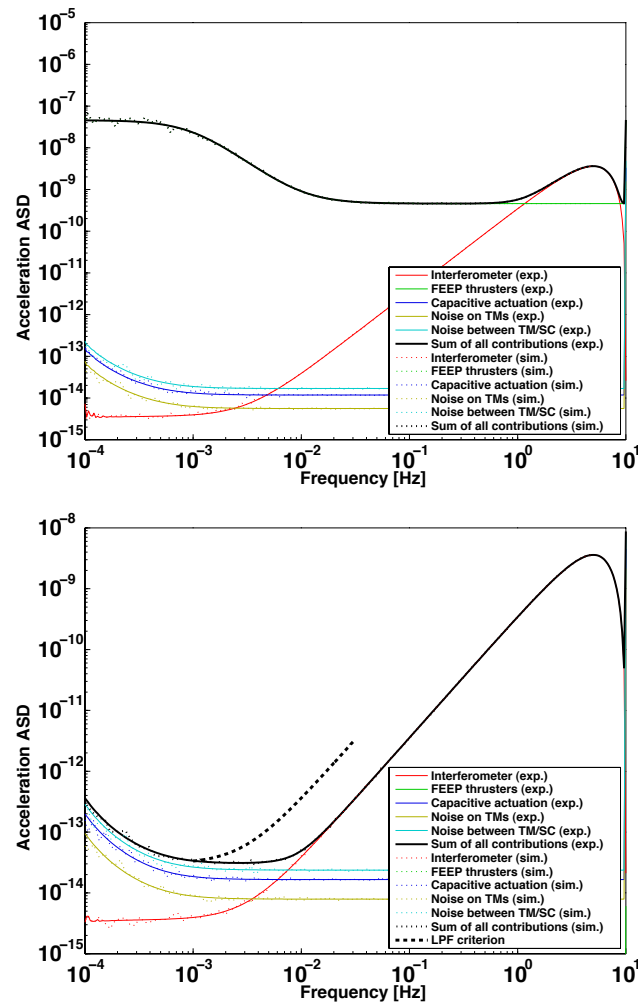 10^-5
10^-6
10^-7
10^-8
10^-9
10^-10
10^-11
10^-12
10^-13
10^-14
10^-15
Acceleration ASD
Interferometer (exp.)
FEEP thrusters (exp.)
Capacitive actuation (exp.)
Noise on TMs (exp.)
Noise between TM/SC (exp.)
Sum of all contributions (exp.)
Interferometer (sim.)
FEEP thrusters (sim.)
Capacitive actuation (sim.)
Noise on TMs (sim.)
Noise between TM/SC (sim.)
Sum of all contributions (sim.)
10^-4 10^-3 10^-2 10^-1 10^0 10^1
Frequency [Hz]
10^-8
10^-9
10^-10
10^-11
10^-12
10^-13
10^-14
10^-15
Acceleration ASD
Interferometer (exp.)
FEEP thrusters (exp.)
Capacitive actuation (exp.)
Noise on TMs (exp.)
Noise between TM/SC (exp.)
Sum of all contributions (exp.)
Interferometer (sim.)
FEEP thrusters (sim.)
Capacitive actuation (sim.)
Noise on TMs (sim.)
Noise between TM/SC (sim.)
Sum of all contributions (sim.)
LPF criterion
10^-4 10^-3 10^-2 10^-1 10^0 10^1
Frequency [Hz]